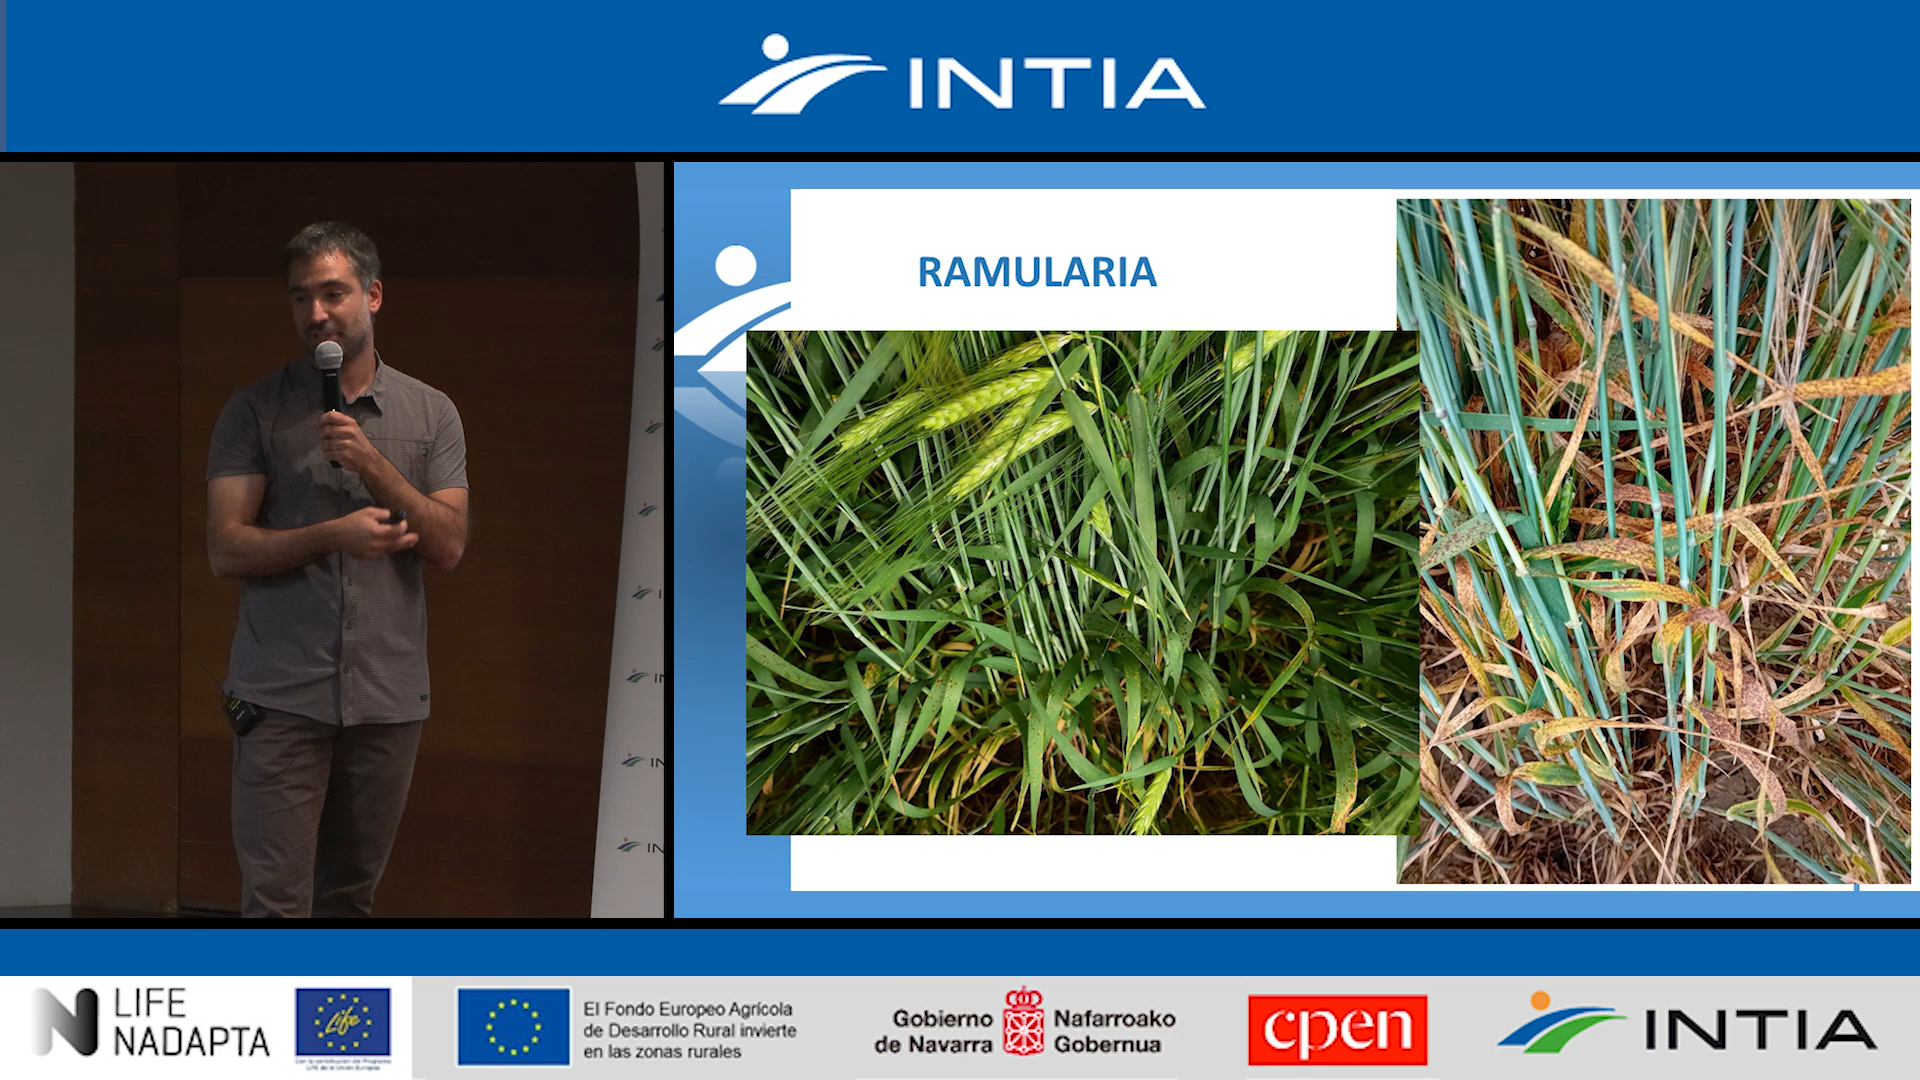 INTIA
RAMULARIA
LIFE
NADAPTA
Life
El Fondo Europeo Agrícola
de Desarrollo Rural invierte
en las zonas rurales
Gobierno
de Navarra
Nafarroako
Gobernua
cpen
INTIA